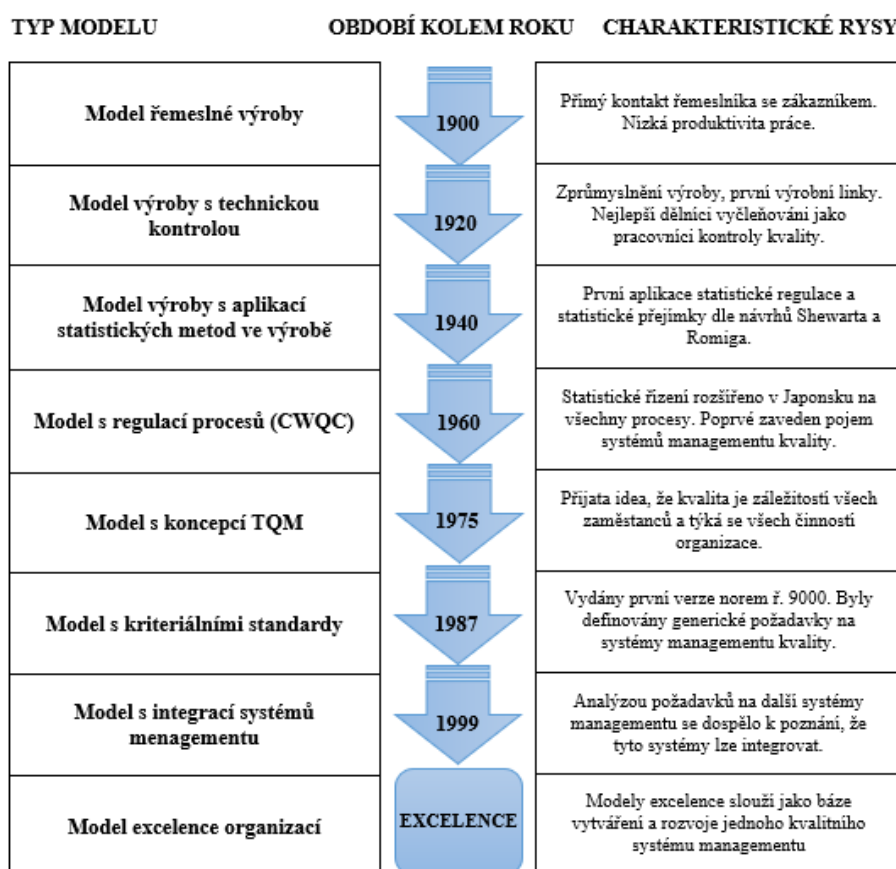 TYP MODELU OBDOBÍ KOLEM ROKU CHARAKTERISTICKÉ RYSY
Model řemeslné výroby
1900
Přímý kontakt řemeslníka se zákazníkem.
Nízká produktivita práce.
Model výroby s technickou
kontrolou
1920
Zprůmyslnění výroby, první výrobní linky.
Nejlepší dělníci vyčleňováni jako
pracovníci kontroly kvality.
Model výroby s aplikací
statistických metod ve výrobě
1940
První aplikace statistické regulace a
statistické přejímky dle návrhů Shewarta a
Romiga.
Model s regulací procesů (CWQC)
1960
Statistické řízení rozšířeno v Japonsku na
všechny procesy. Poprvé zaveden pojem
systémů managementu kvality.
Model s koncepcí TQM
1975
Přijata idea, že kvalita je záležitostí všech
zaměstanců a týká se všech činností
organizace.
Model s kriteriálními standardy
1987
Vydány první verze norem ř. 9000. Byly
definovány generické požadavky na
systémy managementu kvality.
Model s integrací systémů
menagementu
1999
Analýzou požadavků na další systémy
managementu se dospělo k poznání, že
tyto systémy lze integrovat.
Model excelence organizací
EXCELENCE
Modely excelence slouží jako báze
vytváření a rozvoje jednoho kvalitního
systému managementu